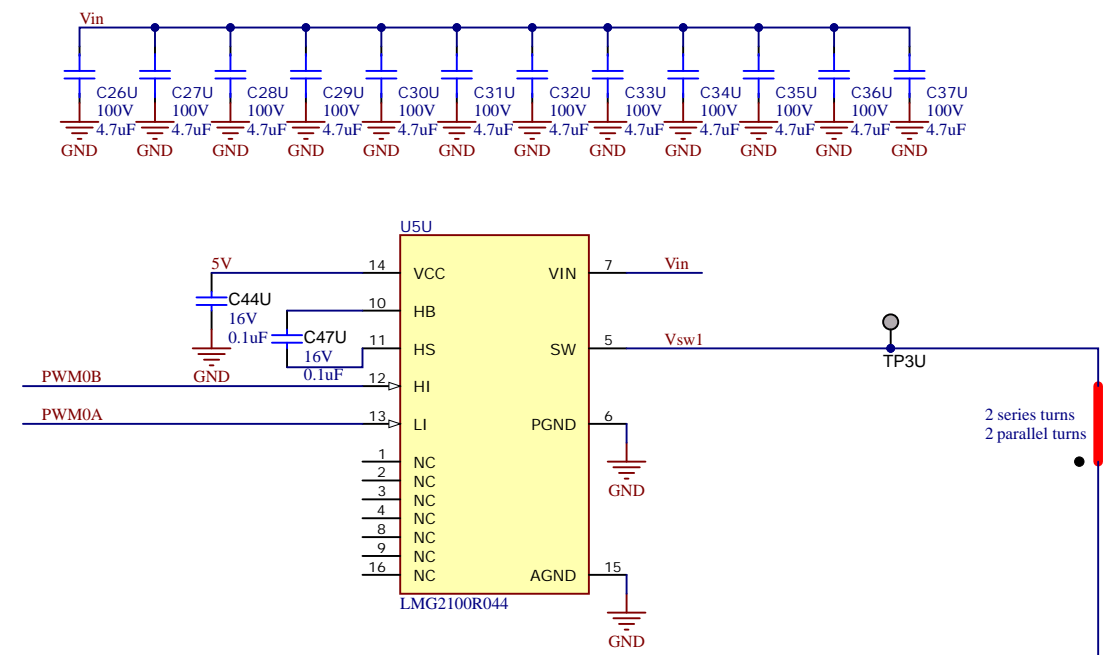 Vin
C26U C27U C28U C29U C30U C31U C32U C33U C34U C35U C36U C37U
100V 100V 100V 100V 100V 100V 100V 100V 100V 100V 100V 100V
4.7uF 4.7uF 4.7uF 4.7uF 4.7uF 4.7uF 4.7uF 4.7uF 4.7uF 4.7uF 4.7uF 4.7uF
GND GND GND GND GND GND GND GND GND GND GND GND
U5U
5V 14 VCC VIN 7 Vin
C44U
16V
0.1uF
GND
10 HB
C47U
16V
0.1uF
11 HS SW 5 Vsw1
TP3U
PWM0B 12 HI
PWM0A 13 LI PGND 6
GND
2 series turns
2 parallel turns
1 NC
2 NC
3 NC
4 NC
8 NC
9 NC
16 NC AGND 15
GND
LMG2100R044